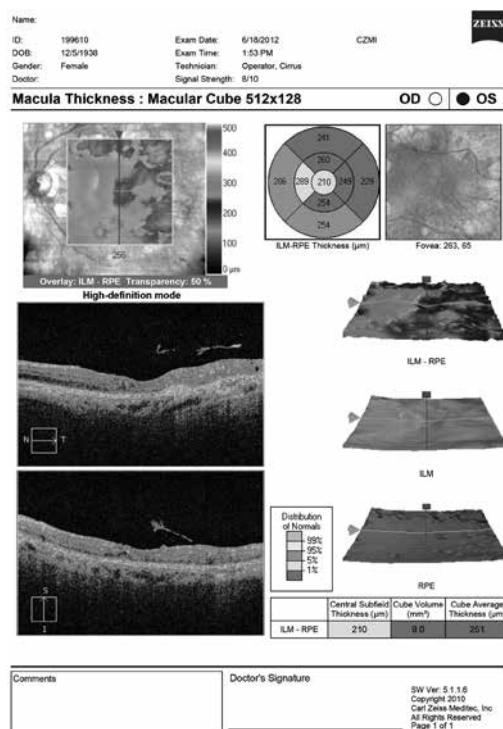 Name:
ZEISS
ID: 199610 Exam Date: 6/18/2012 CZMI
DOB: 12/5/1938 Exam Time: 1:53 PM
Gender: Female Technician: Operator, Cirrus
Doctor: Signal Strength: 8/10
Macula Thickness : Macular Cube 512x128 OD OS
500
400
300
200
100
0 µm
266
Overlay: ILM - RPE Transparency: 50 %
241
260
266 289 210 249 229
254
254
ILM-RPE Thickness (µm)
Fovea: 263, 65
High-definition mode
N T
ILM - RPE
ILM
S
I
Distribution
of Normals
99%
95%
5%
1%
RPE
Central Subfield Thickness (µm) Cube Volume (mm³) Cube Average Thickness (µm)
ILM - RPE 210 9.0 251
Comments
Doctor's Signature
SW Ver: 5.1.1.6
Copyright 2010
Carl Zeiss Meditec, Inc
All Rights Reserved
Page 1 of 1